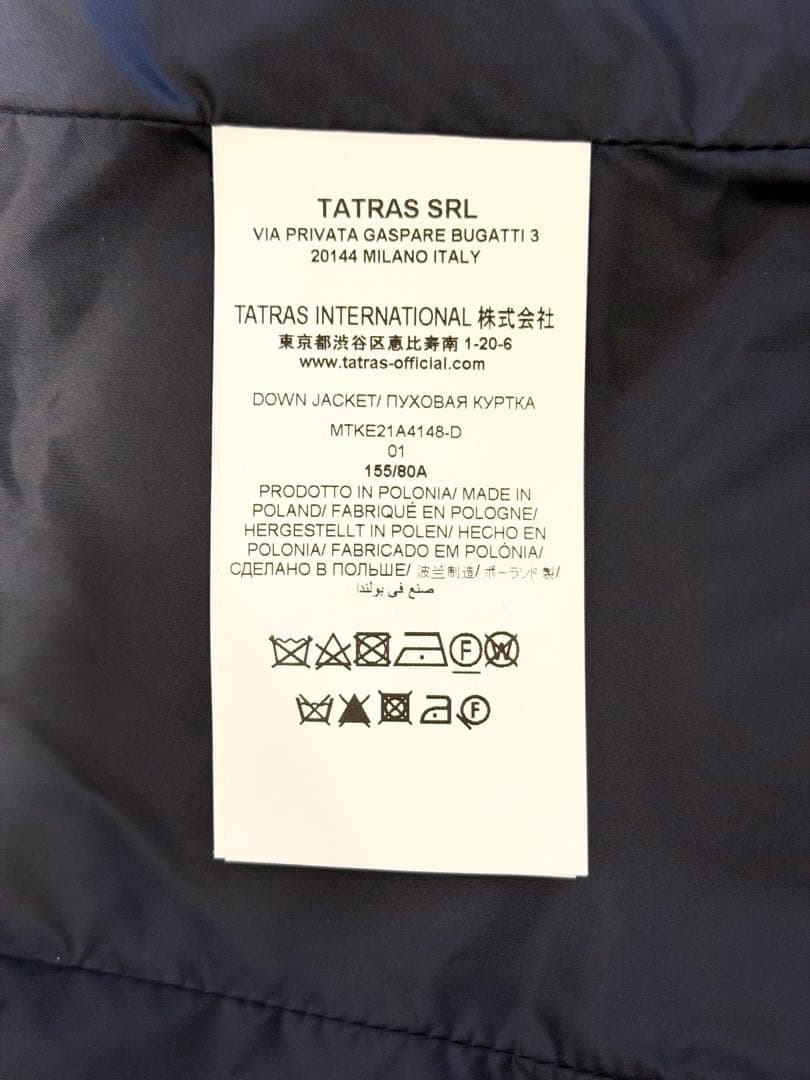 TATRAS SRL
VIA PRIVATA GASPARE BUGATTI 3
20144 MILANO ITALY
TATRAS INTERNATIONAL 株式会社
東京都渋谷区恵比寿南 1-20-6
www.tatras-official.com
DOWN JACKET/ ПУХОВАЯ КУРТКА
MTKE21A4148-D
01
155/80A
PRODOTTO IN POLONIA/ MADE IN
POLAND/ FABRIQUÉ EN POLOGNE/
HERGESTELLT IN POLEN/ HECHO EN
POLONIA/ FABRICADO EM POLÓNIA/
СДЕЛАНО В ПОЛЬШЕ/ 波兰制造/ ポーランド製/
صنع في بولندا
F W
F